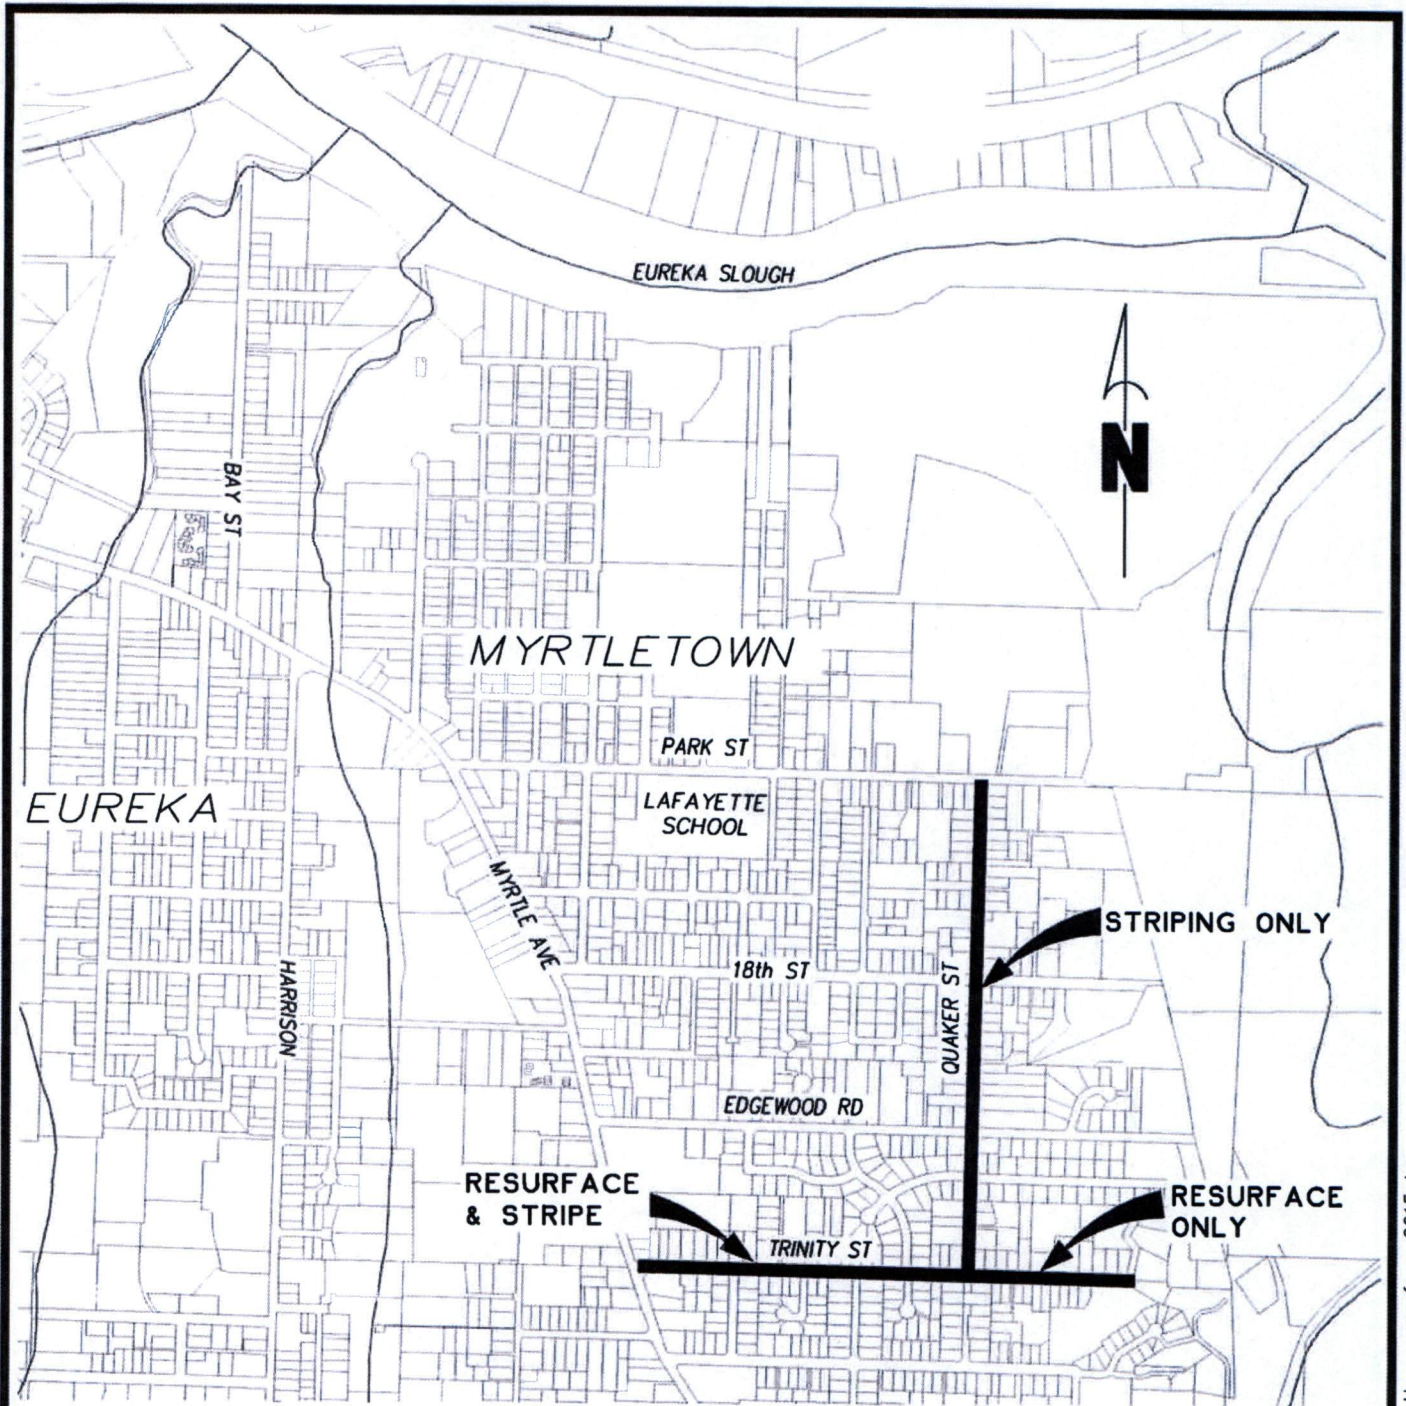 EUREKA SLOUGH
N
BAY ST
MYRTLETOWN
PARK ST
EUREKA
LAFAYETTE
SCHOOL
MYRTLE AVE
STRIPING ONLY
18th ST
HARRISON
QUAKER ST
EDGEWOOD RD
RESURFACE
& STRIPE
RESURFACE
ONLY
TRINITY ST